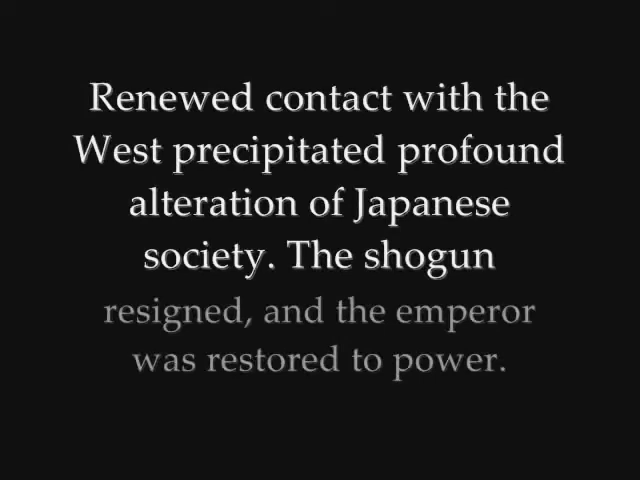 Renewed contact with the
West precipitated profound
alteration of Japanese
society. The shogun
resigned, and the emperor
was restored to power.